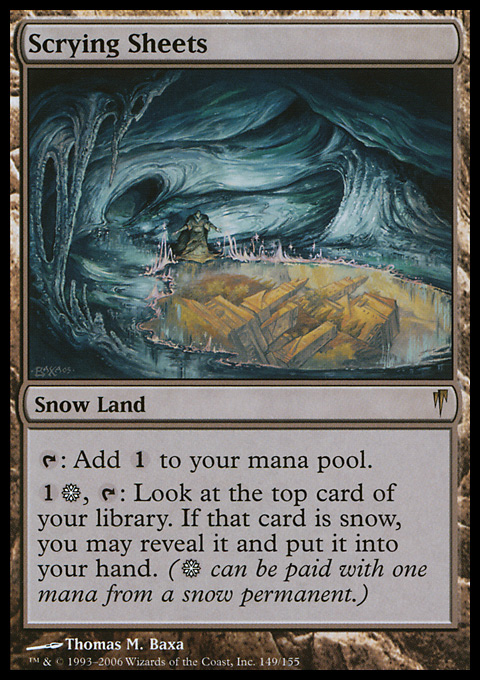 Scrying Sheets
BAXA05
Snow Land
: Add 1 to your mana pool.
1 , : Look at the top card of
your library. If that card is snow,
you may reveal it and put it into
your hand. ( can be paid with one
mana from a snow permanent.)
Thomas M. Baxa
™ & © 1993–2006 Wizards of the Coast, Inc. 149/155